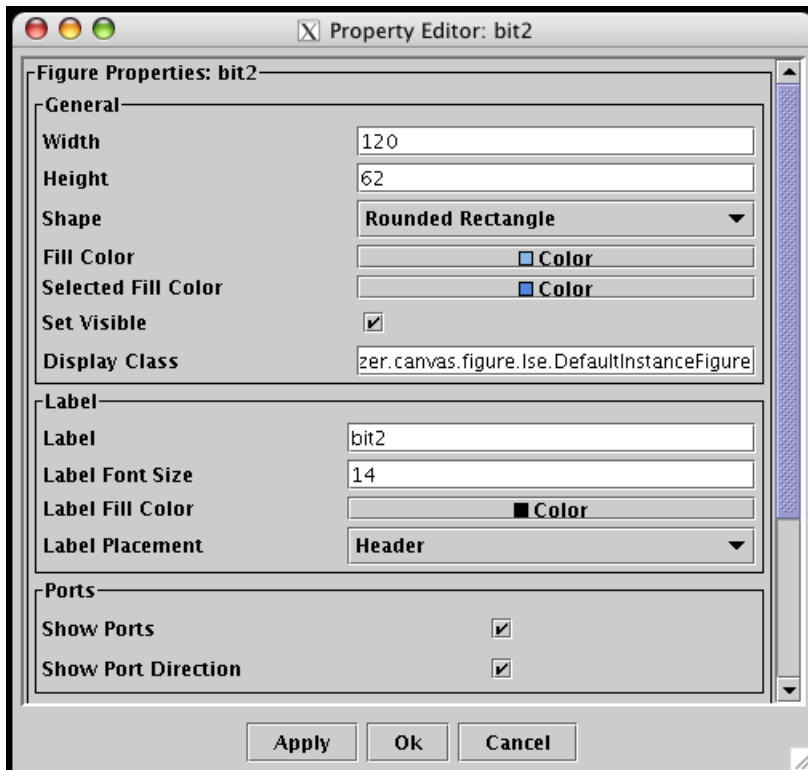 X Property Editor: bit2
Figure Properties: bit2
General
Width 120
Height 62
Shape Rounded Rectangle
Fill Color Color
Selected Fill Color Color
Set Visible
Display Class zer.canvas.figure.lse.DefaultInstanceFigure
Label
Label bit2
Label Font Size 14
Label Fill Color Color
Label Placement Header
Ports
Show Ports
Show Port Direction
Apply Ok Cancel